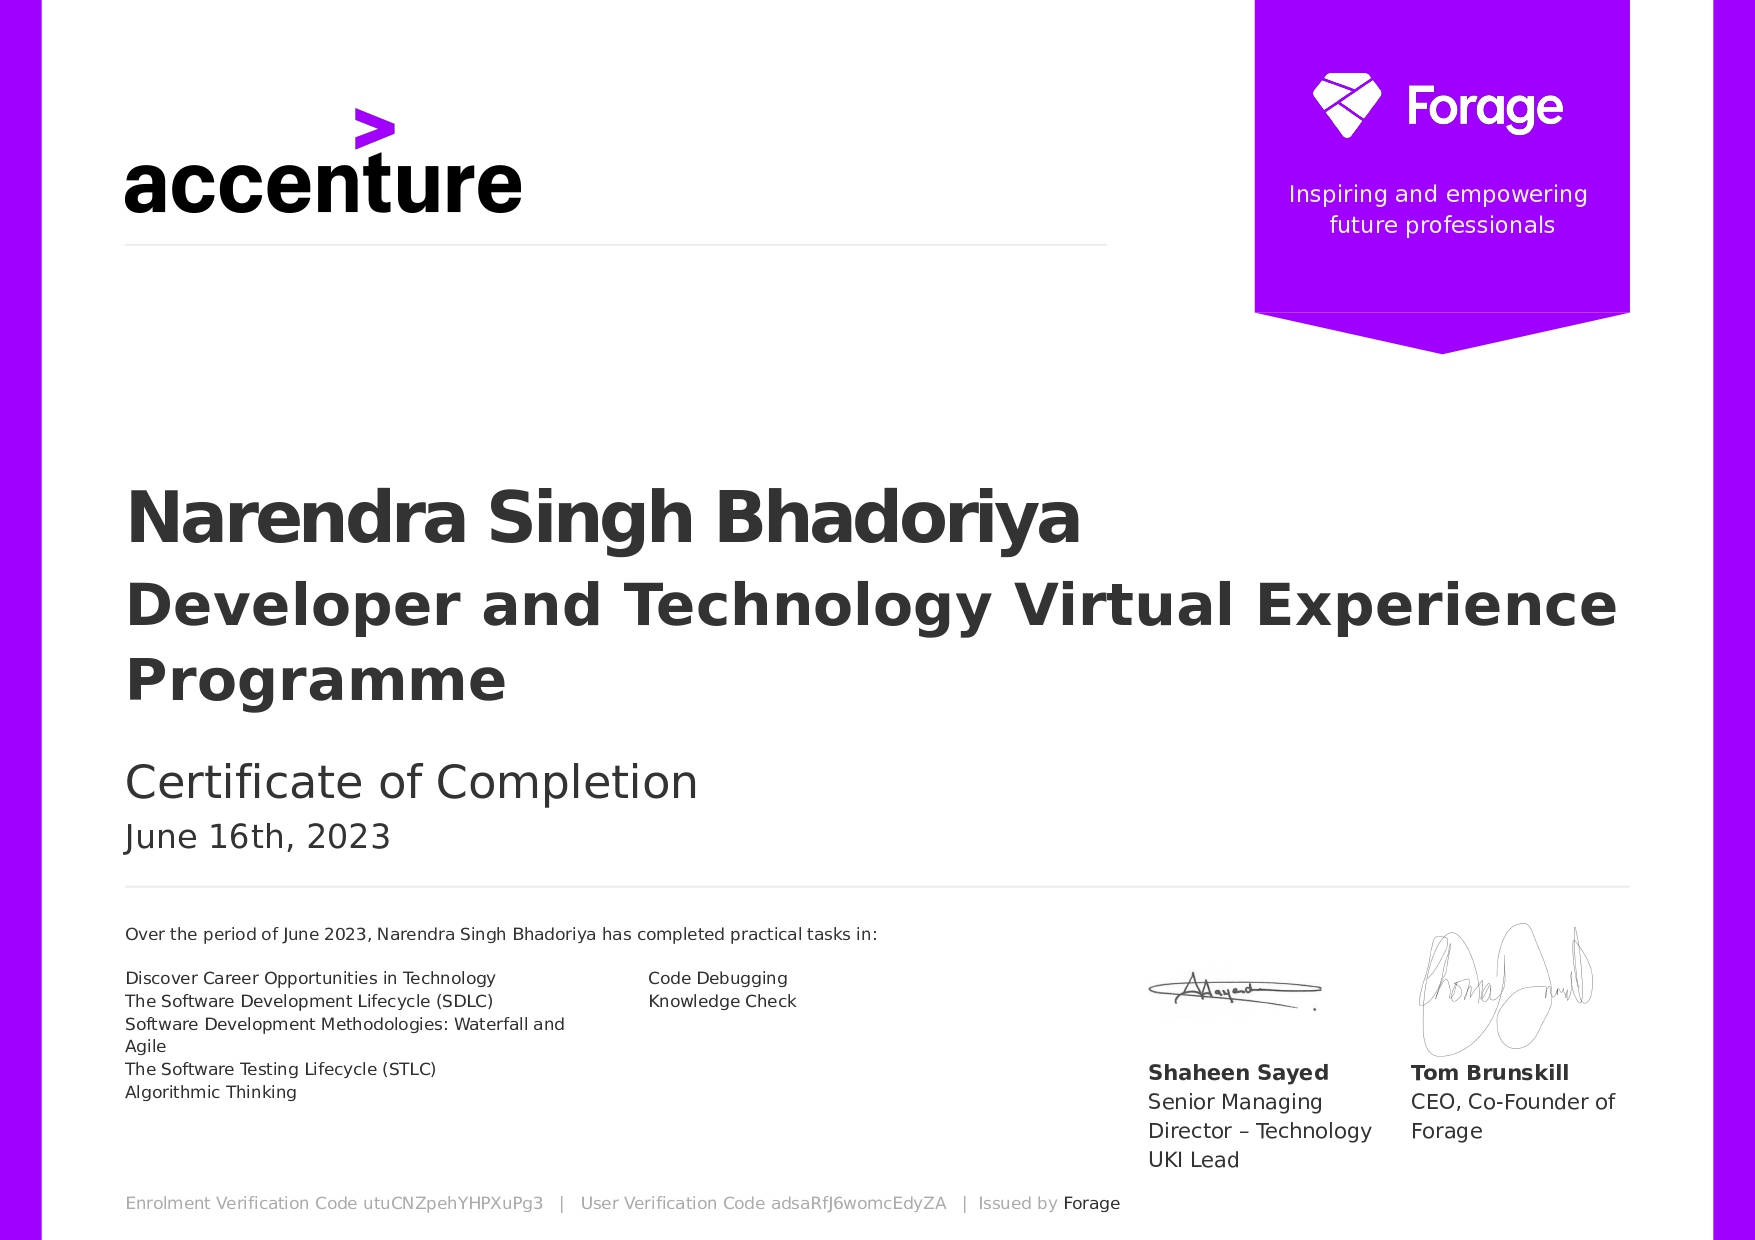 accenture
>
Forage
Inspiring and empowering
future professionals
Narendra Singh Bhadoriya
Developer and Technology Virtual Experience
Programme
Certificate of Completion
June 16th, 2023
Over the period of June 2023, Narendra Singh Bhadoriya has completed practical tasks in:
Discover Career Opportunities in Technology
The Software Development Lifecycle (SDLC)
Software Development Methodologies: Waterfall and
Agile
The Software Testing Lifecycle (STLC)
Algorithmic Thinking
Code Debugging
Knowledge Check
Shaheen Sayed
Senior Managing
Director – Technology
UKI Lead
Tom Brunskill
CEO, Co-Founder of
Forage
Enrolment Verification Code utuCNZpehYHPXuPg3 | User Verification Code adsaRfJ6womcEdyZA | Issued by Forage